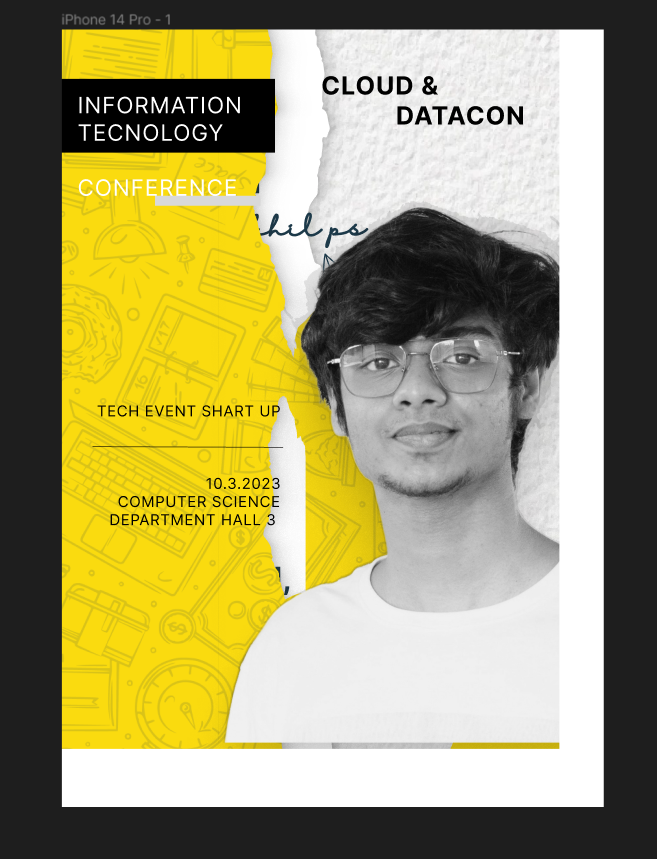 iPhone 14 Pro - 1
CLOUD &
DATACON
INFORMATION
TECNOLOGY
CONFERENCE
TECH EVENT SHART UP
10.3.2023
COMPUTER SCIENCE
DEPARTMENT HALL 3